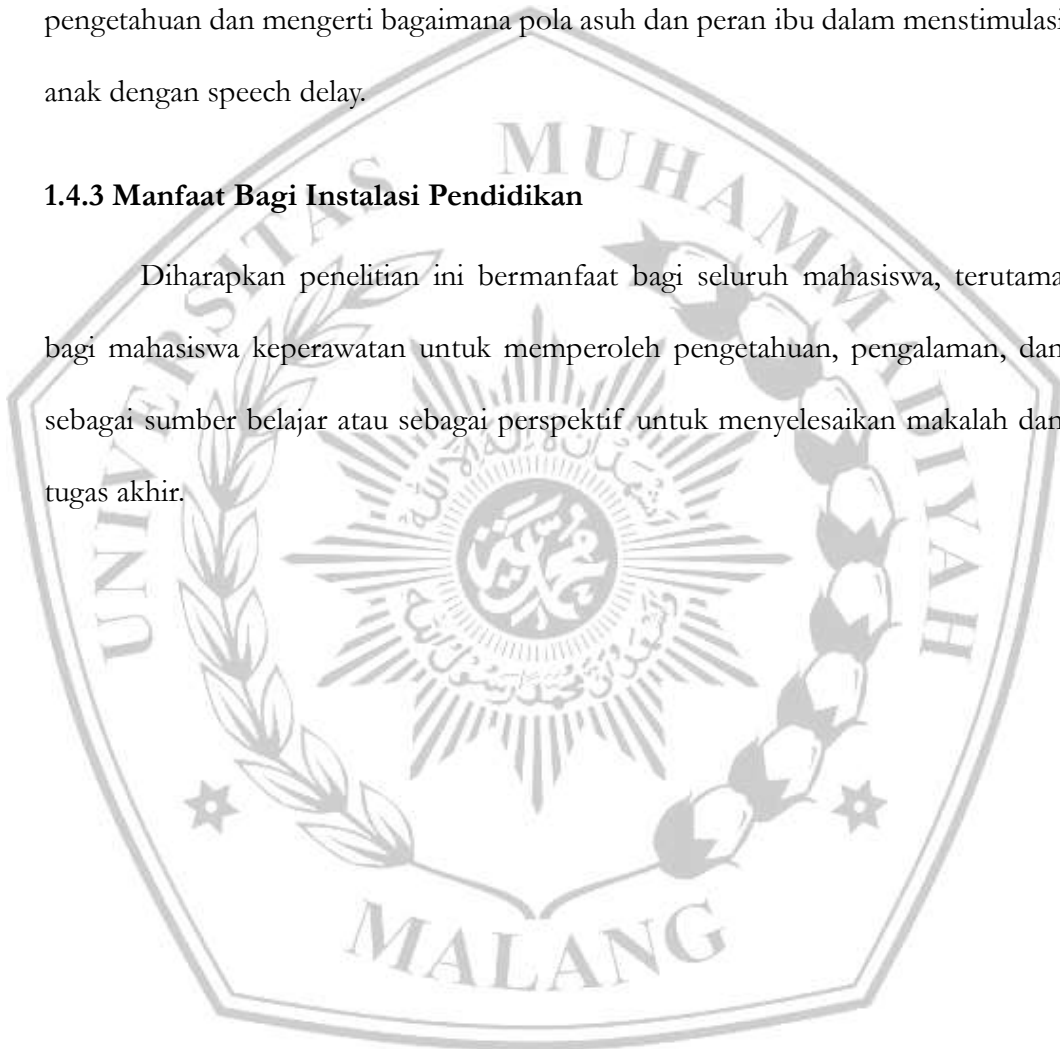 pengetahuan dan mengerti bagaimana pola asuh dan peran ibu dalam menstimulasi
anak dengan speech delay.
1.4.3 Manfaat Bagi Instalasi Pendidikan
Diharapkan penelitian ini bermanfaat bagi seluruh mahasiswa, terutama
bagi mahasiswa keperawatan untuk memperoleh pengetahuan, pengalaman, dan
sebagai sumber belajar atau sebagai perspektif untuk menyelesaikan makalah dan
tugas akhir.
UNIVERSITAS MUHAMMADIYAH
MALANG